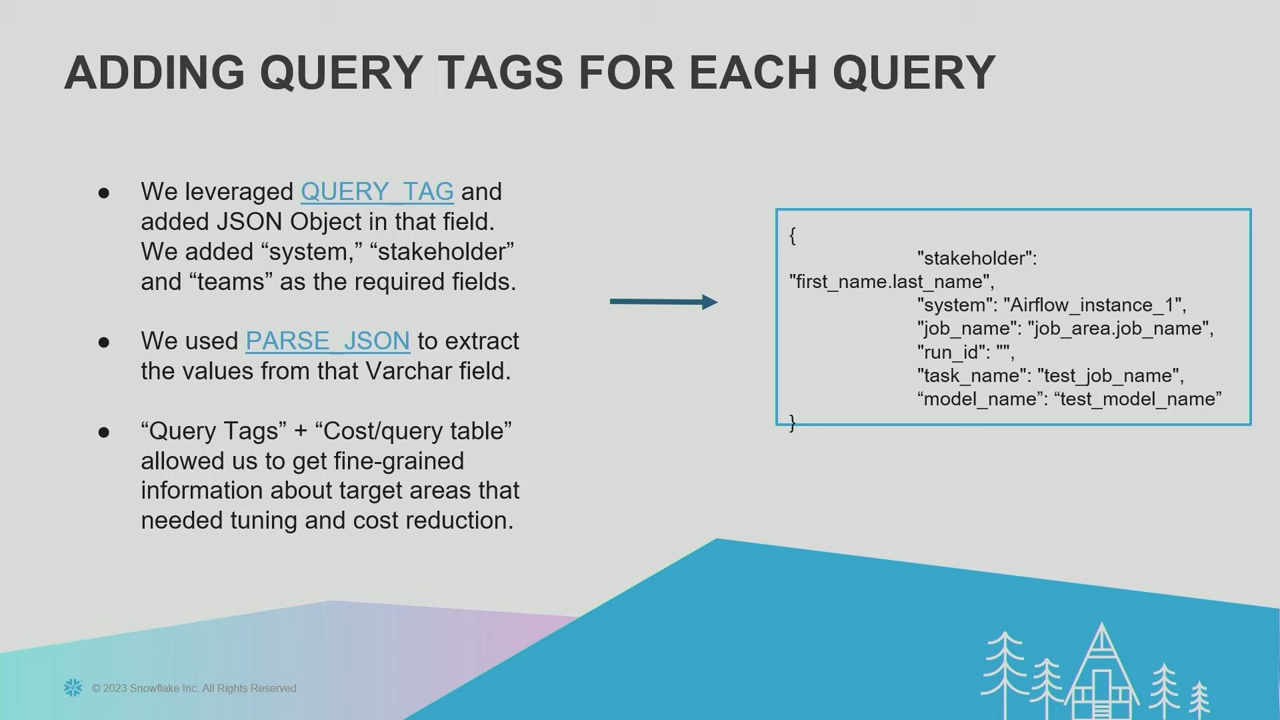 ADDING QUERY TAGS FOR EACH QUERY
● We leveraged QUERY_TAG and
added JSON Object in that field.
We added “system,” “stakeholder”
and “teams” as the required fields.
● We used PARSE_JSON to extract
the values from that Varchar field.
● “Query Tags” + “Cost/query table”
allowed us to get fine-grained
information about target areas that
needed tuning and cost reduction.
{
"stakeholder":
"first_name.last_name",
"system": "Airflow_instance_1",
"job_name": "job_area.job_name",
"run_id": "",
"task_name": "test_job_name",
“model_name”: “test_model_name”
}
© 2023 Snowflake Inc. All Rights Reserved